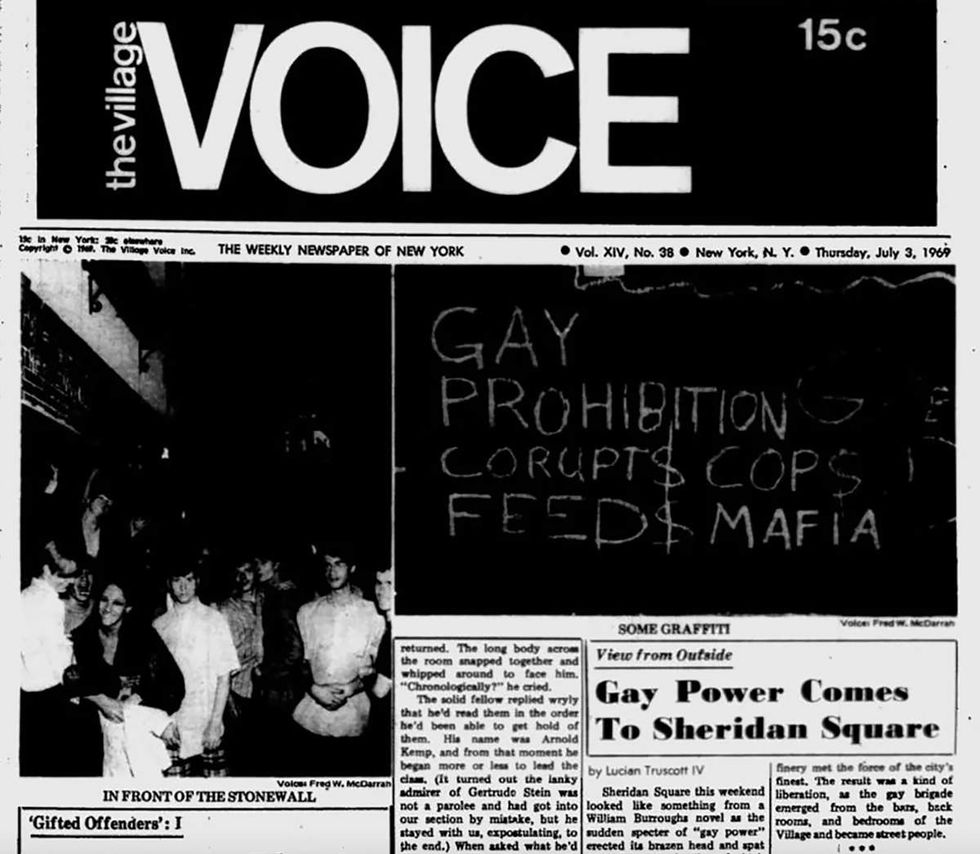 the village VOICE
15c
15c in New York: 20c elsewhere
Copyright © 1969. The Village Voice Inc.
THE WEEKLY NEWSPAPER OF NEW YORK
● Vol. XIV, No. 38 ● New York, N. Y. ● Thursday, July 3, 1969
GAY
PROHIBITION
CORUPT$ COP$
FEED$ MAFIA
Voice: Fred W. McDarrah
IN FRONT OF THE STONEWALL
'Gifted Offenders': I
returned. The long body across
the room snapped together and
whipped around to face him.
"Chronologically?" he cried.
The solid fellow replied wryly
that he'd read them in the order
he'd been able to get hold of
them. His name was Arnold
Kemp, and from that moment he
began more or less to lead the
class. (It turned out the lanky
admirer of Gertrude Stein was
not a parolee and had got into
our section by mistake, but he
stayed with us, expostulating, to
the end.) When asked what he'd
Voice: Fred W. McDarrah
SOME GRAFFITI
View from Outside
Gay Power Comes
To Sheridan Square
by Lucian Truscott IV
Sheridan Square this weekend
looked like something from a
William Burroughs novel as the
sudden specter of "gay power"
erected its brazen head and spat
finery met the force of the city's
finest. The result was a kind of
liberation, as the gay brigade
emerged from the bars, back
rooms, and bedrooms of the
Village and became street people.
● ● ●